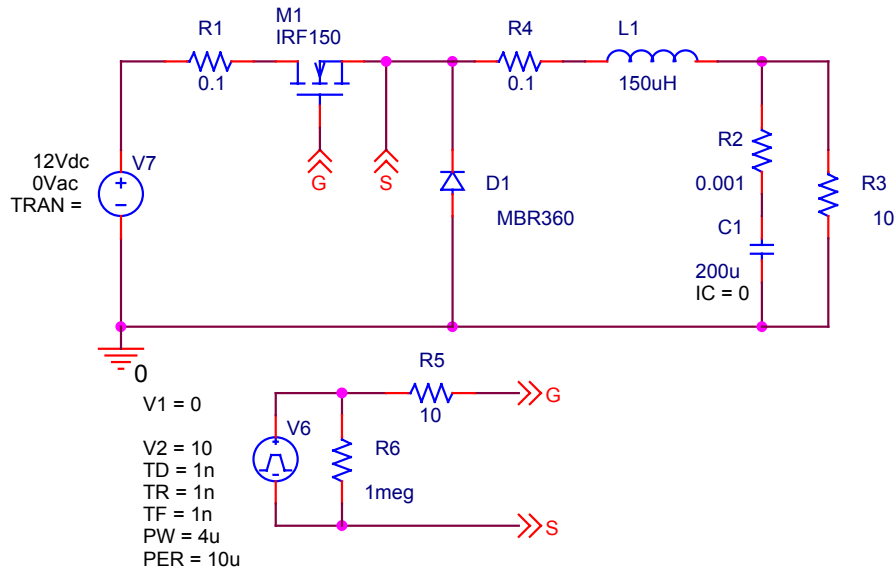 M1
IRF150
R1
0.1
R4
0.1
L1
150uH
12Vdc
0Vac
TRAN =
V7
G
S
D1
MBR360
R2
0.001
C1
200u
IC = 0
R3
10
0
V1 = 0
V2 = 10
TD = 1n
TR = 1n
TF = 1n
PW = 4u
PER = 10u
V6
R5
10
G
R6
1meg
S